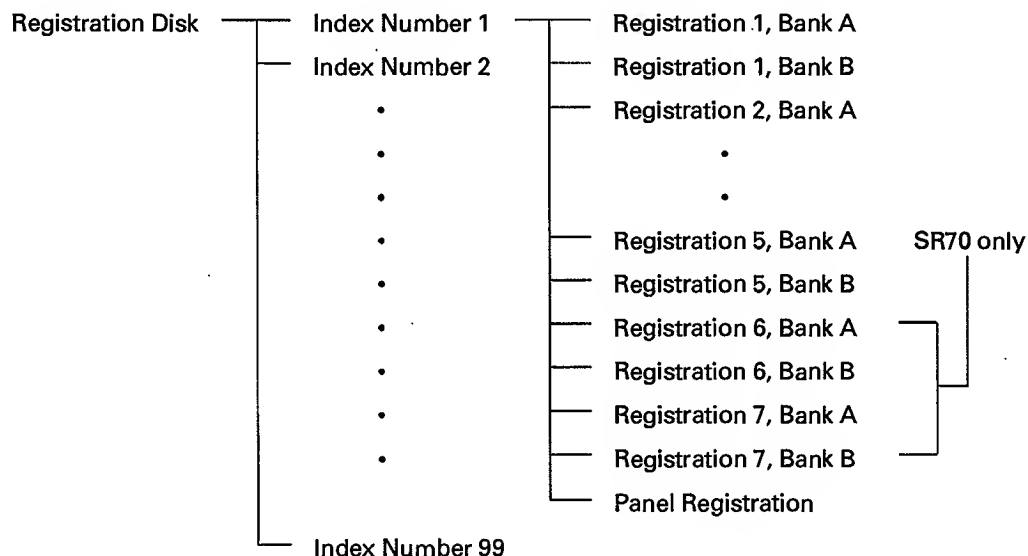 Registration Disk
Index Number 1
Registration 1, Bank A
Index Number 2
Registration 1, Bank B
Registration 2, Bank A
Registration 5, Bank A
SR70 only
Registration 5, Bank B
Registration 6, Bank A
Registration 6, Bank B
Registration 7, Bank A
Registration 7, Bank B
Panel Registration
Index Number 99